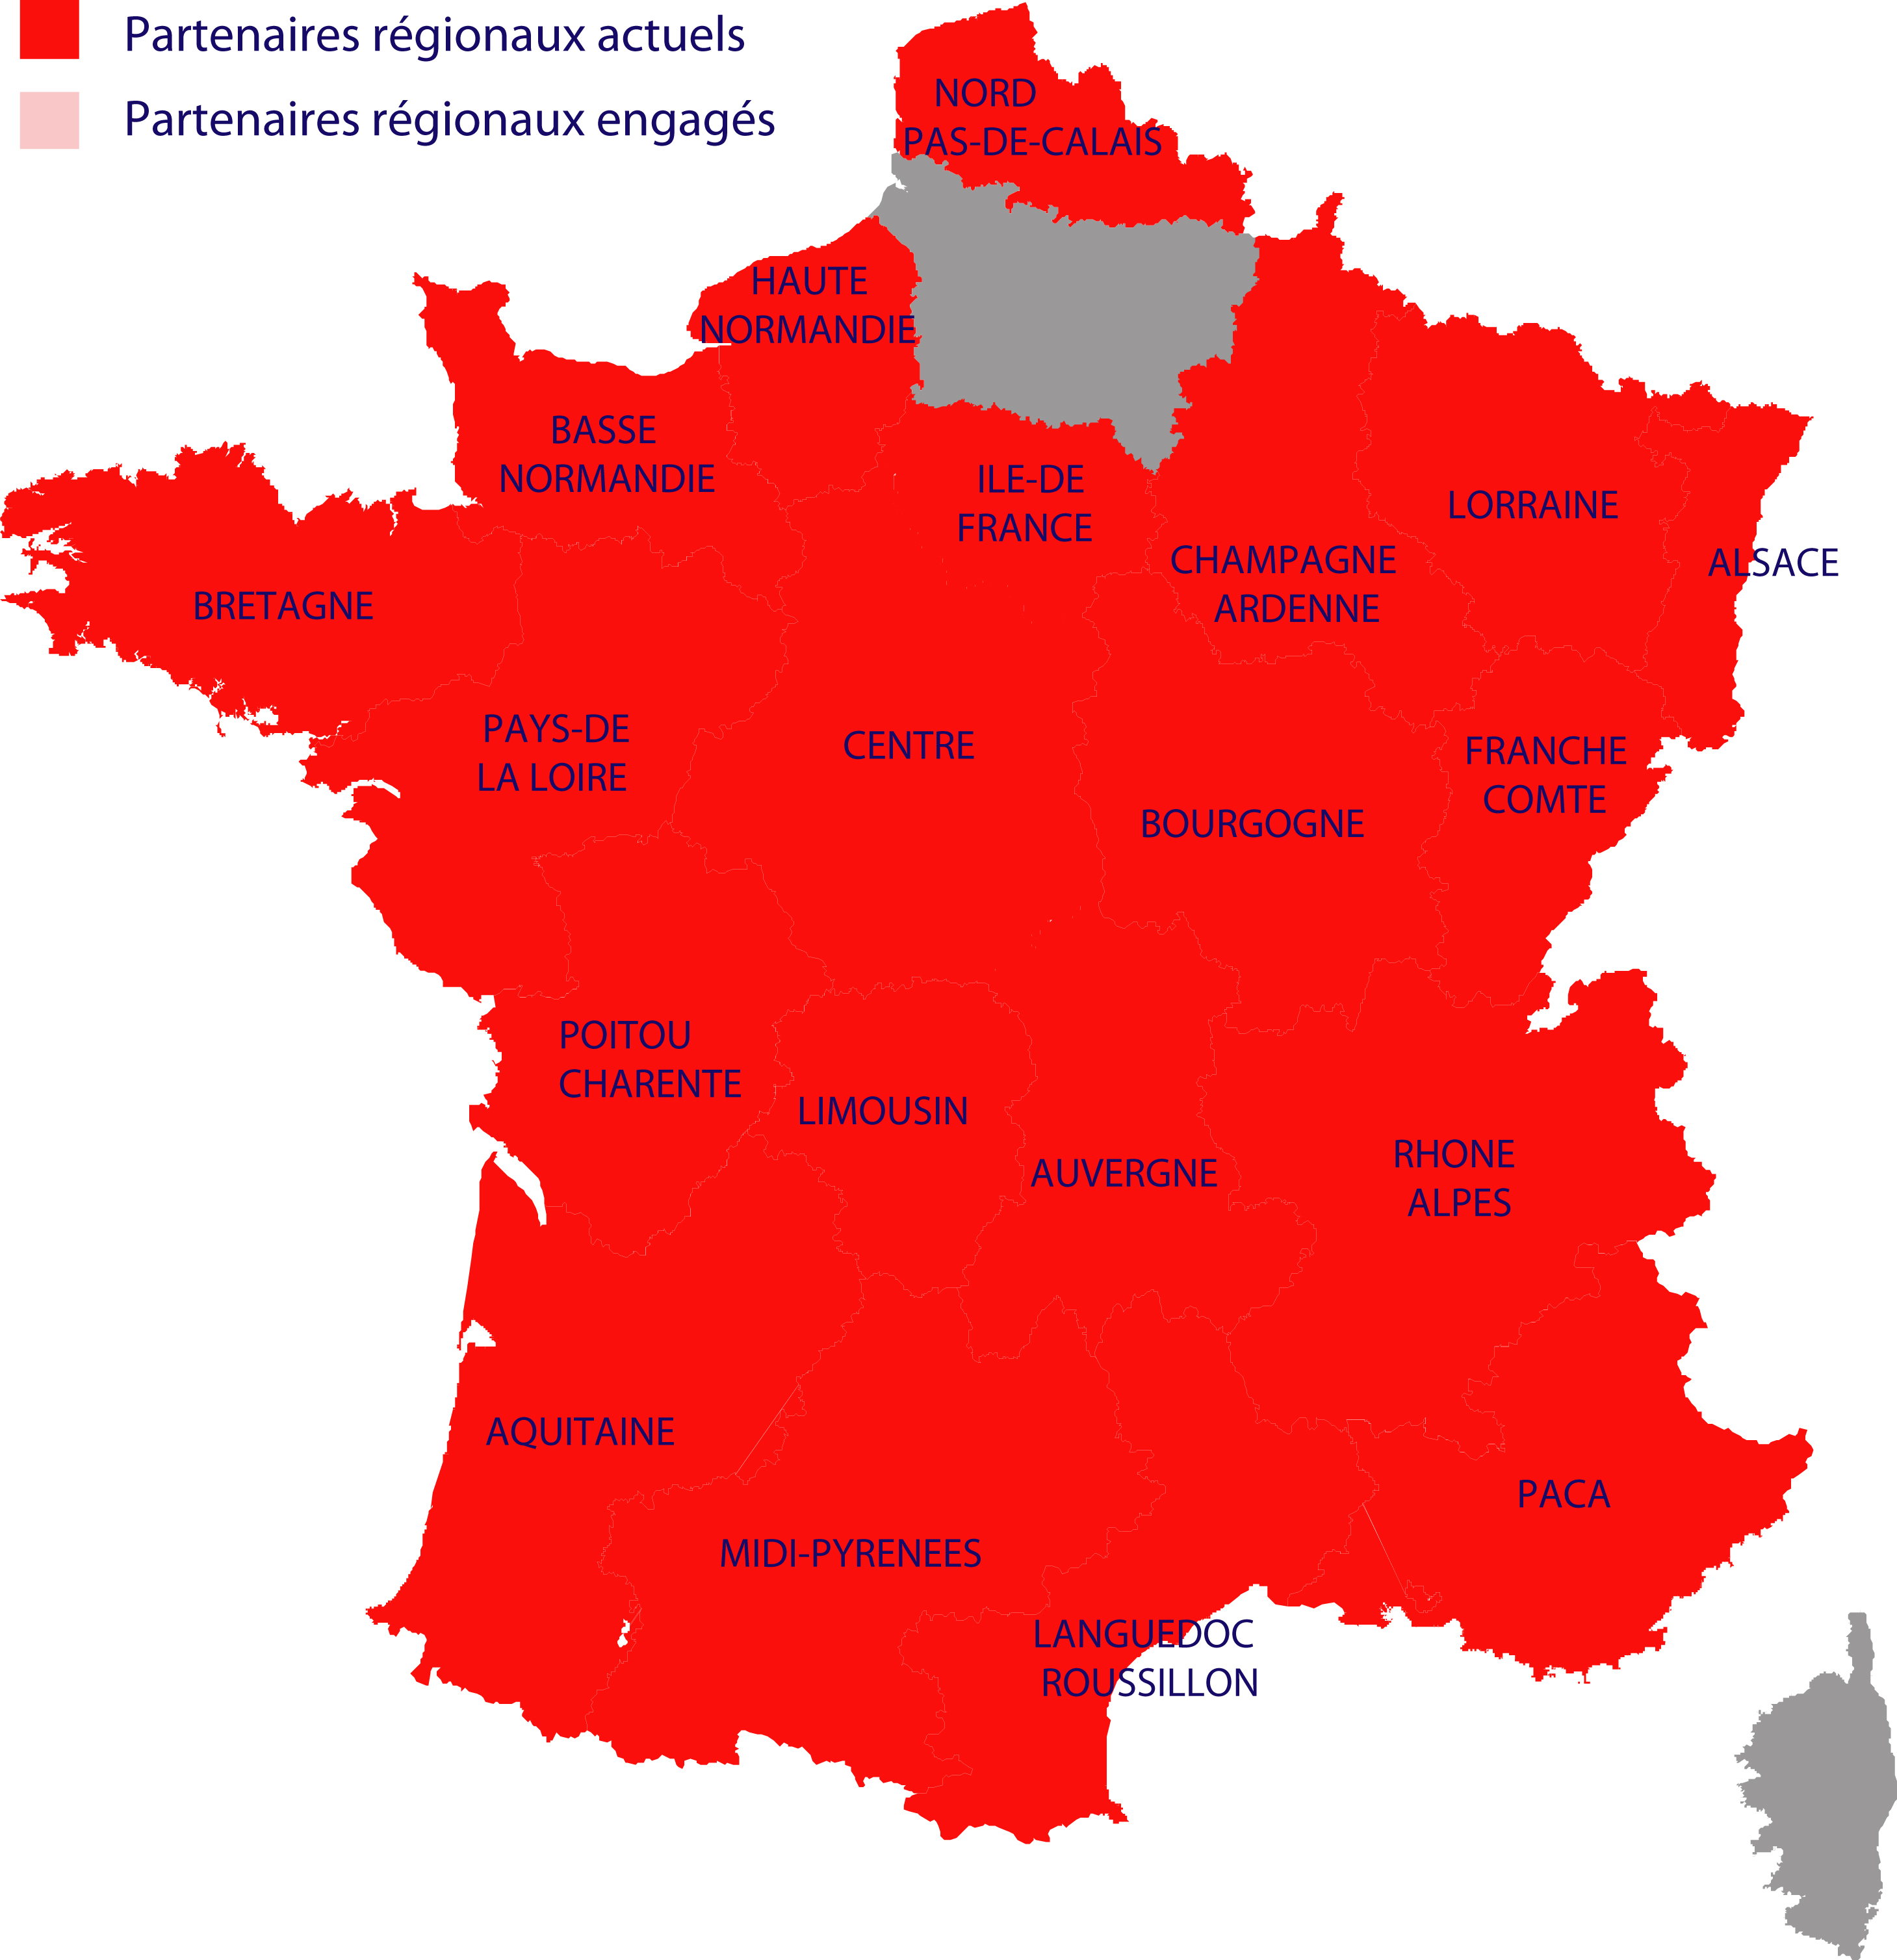 Partenaires régionaux actuels
Partenaires régionaux engagés
NORD
PAS-DE-CALAIS
HAUTE
NORMANDIE
BASSE
NORMANDIE
ILE-DE
FRANCE
CHAMPAGNE
ARDENNE
LORRAINE
ALSACE
BRETAGNE
PAYS-DE
LA LOIRE
CENTRE
BOURGOGNE
FRANCHE
COMTE
POITOU
CHARENTE
LIMOUSIN
AUVERGNE
RHONE
ALPES
AQUITAINE
MIDI-PYRENEES
PACA
LANGUEDOC
ROUSSILLON